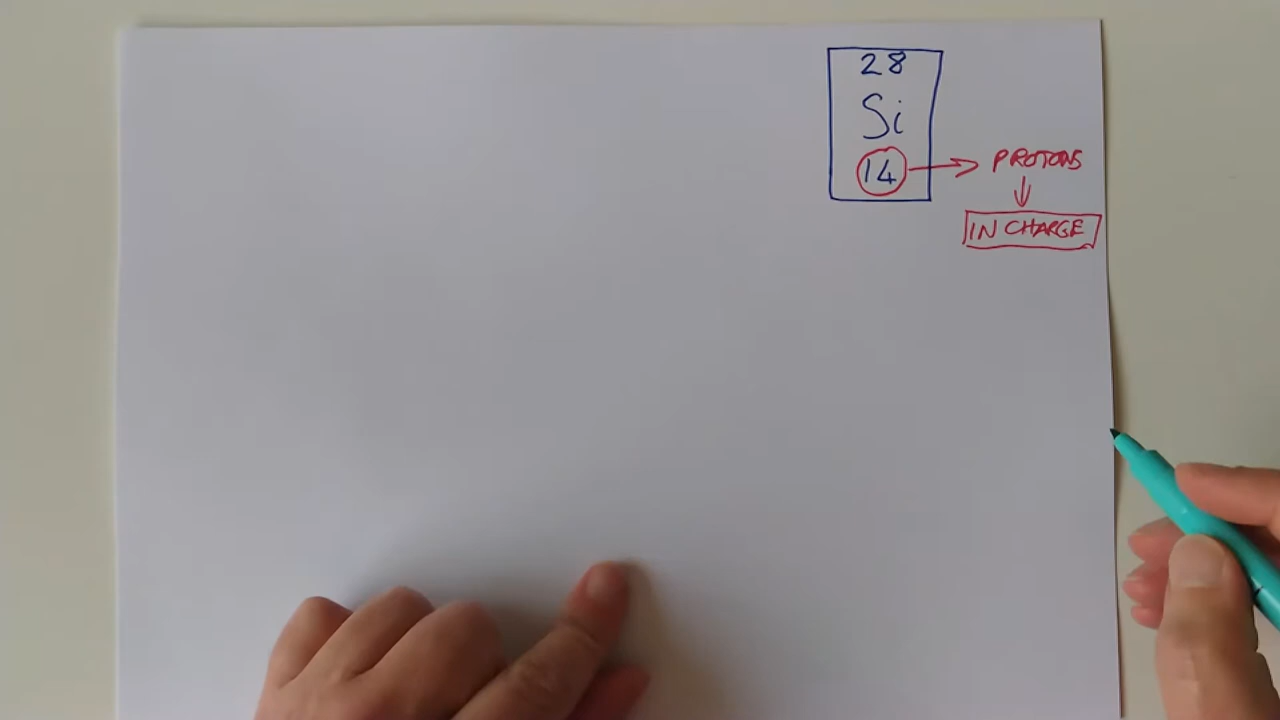 28
Si
14 → PROTONS
↓
IN CHARGE